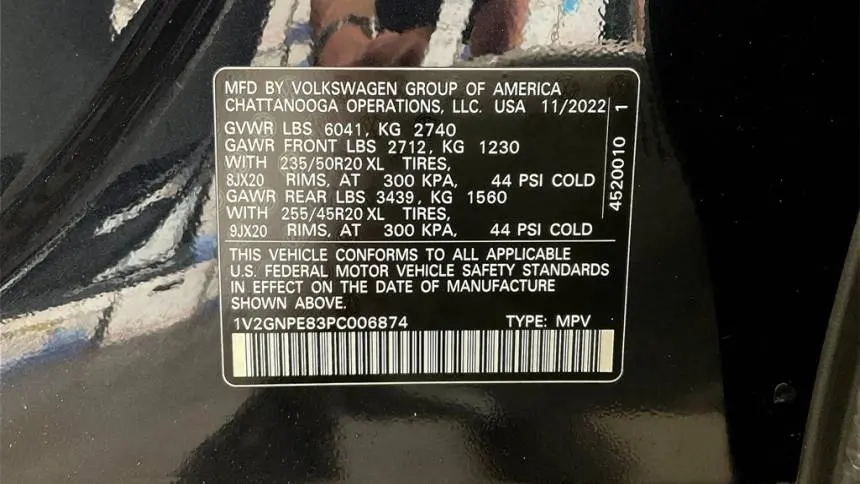 MFD BY VOLKSWAGEN GROUP OF AMERICA
CHATTANOOGA OPERATIONS, LLC. USA 11/2022
GVWR LBS 6041, KG 2740
GAWR FRONT LBS 2712, KG 1230
WITH 235/50R20 XL TIRES,
8JX20 RIMS, AT 300 KPA, 44 PSI COLD
GAWR REAR LBS 3439, KG 1560
WITH 255/45R20 XL TIRES,
9JX20 RIMS, AT 300 KPA, 44 PSI COLD
THIS VEHICLE CONFORMS TO ALL APPLICABLE
U.S. FEDERAL MOTOR VEHICLE SAFETY STANDARDS
IN EFFECT ON THE DATE OF MANUFACTURE
SHOWN ABOVE.
1V2GNPE83PC006874 TYPE: MPV
4520010 1